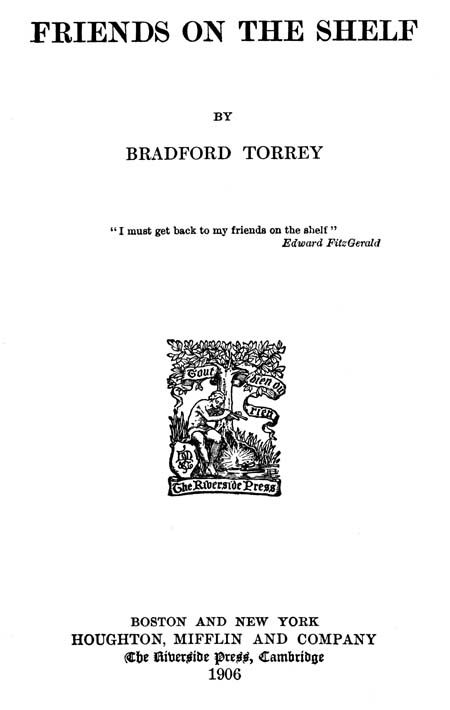 FRIENDS ON THE SHELF
BY
BRADFORD TORREY
"I must get back to my friends on the shelf"
Edward FitzGerald
Tout
bien ou
rien
The Riverside Press
BOSTON AND NEW YORK
HOUGHTON, MIFFLIN AND COMPANY
The Riverside Press, Cambridge
1906